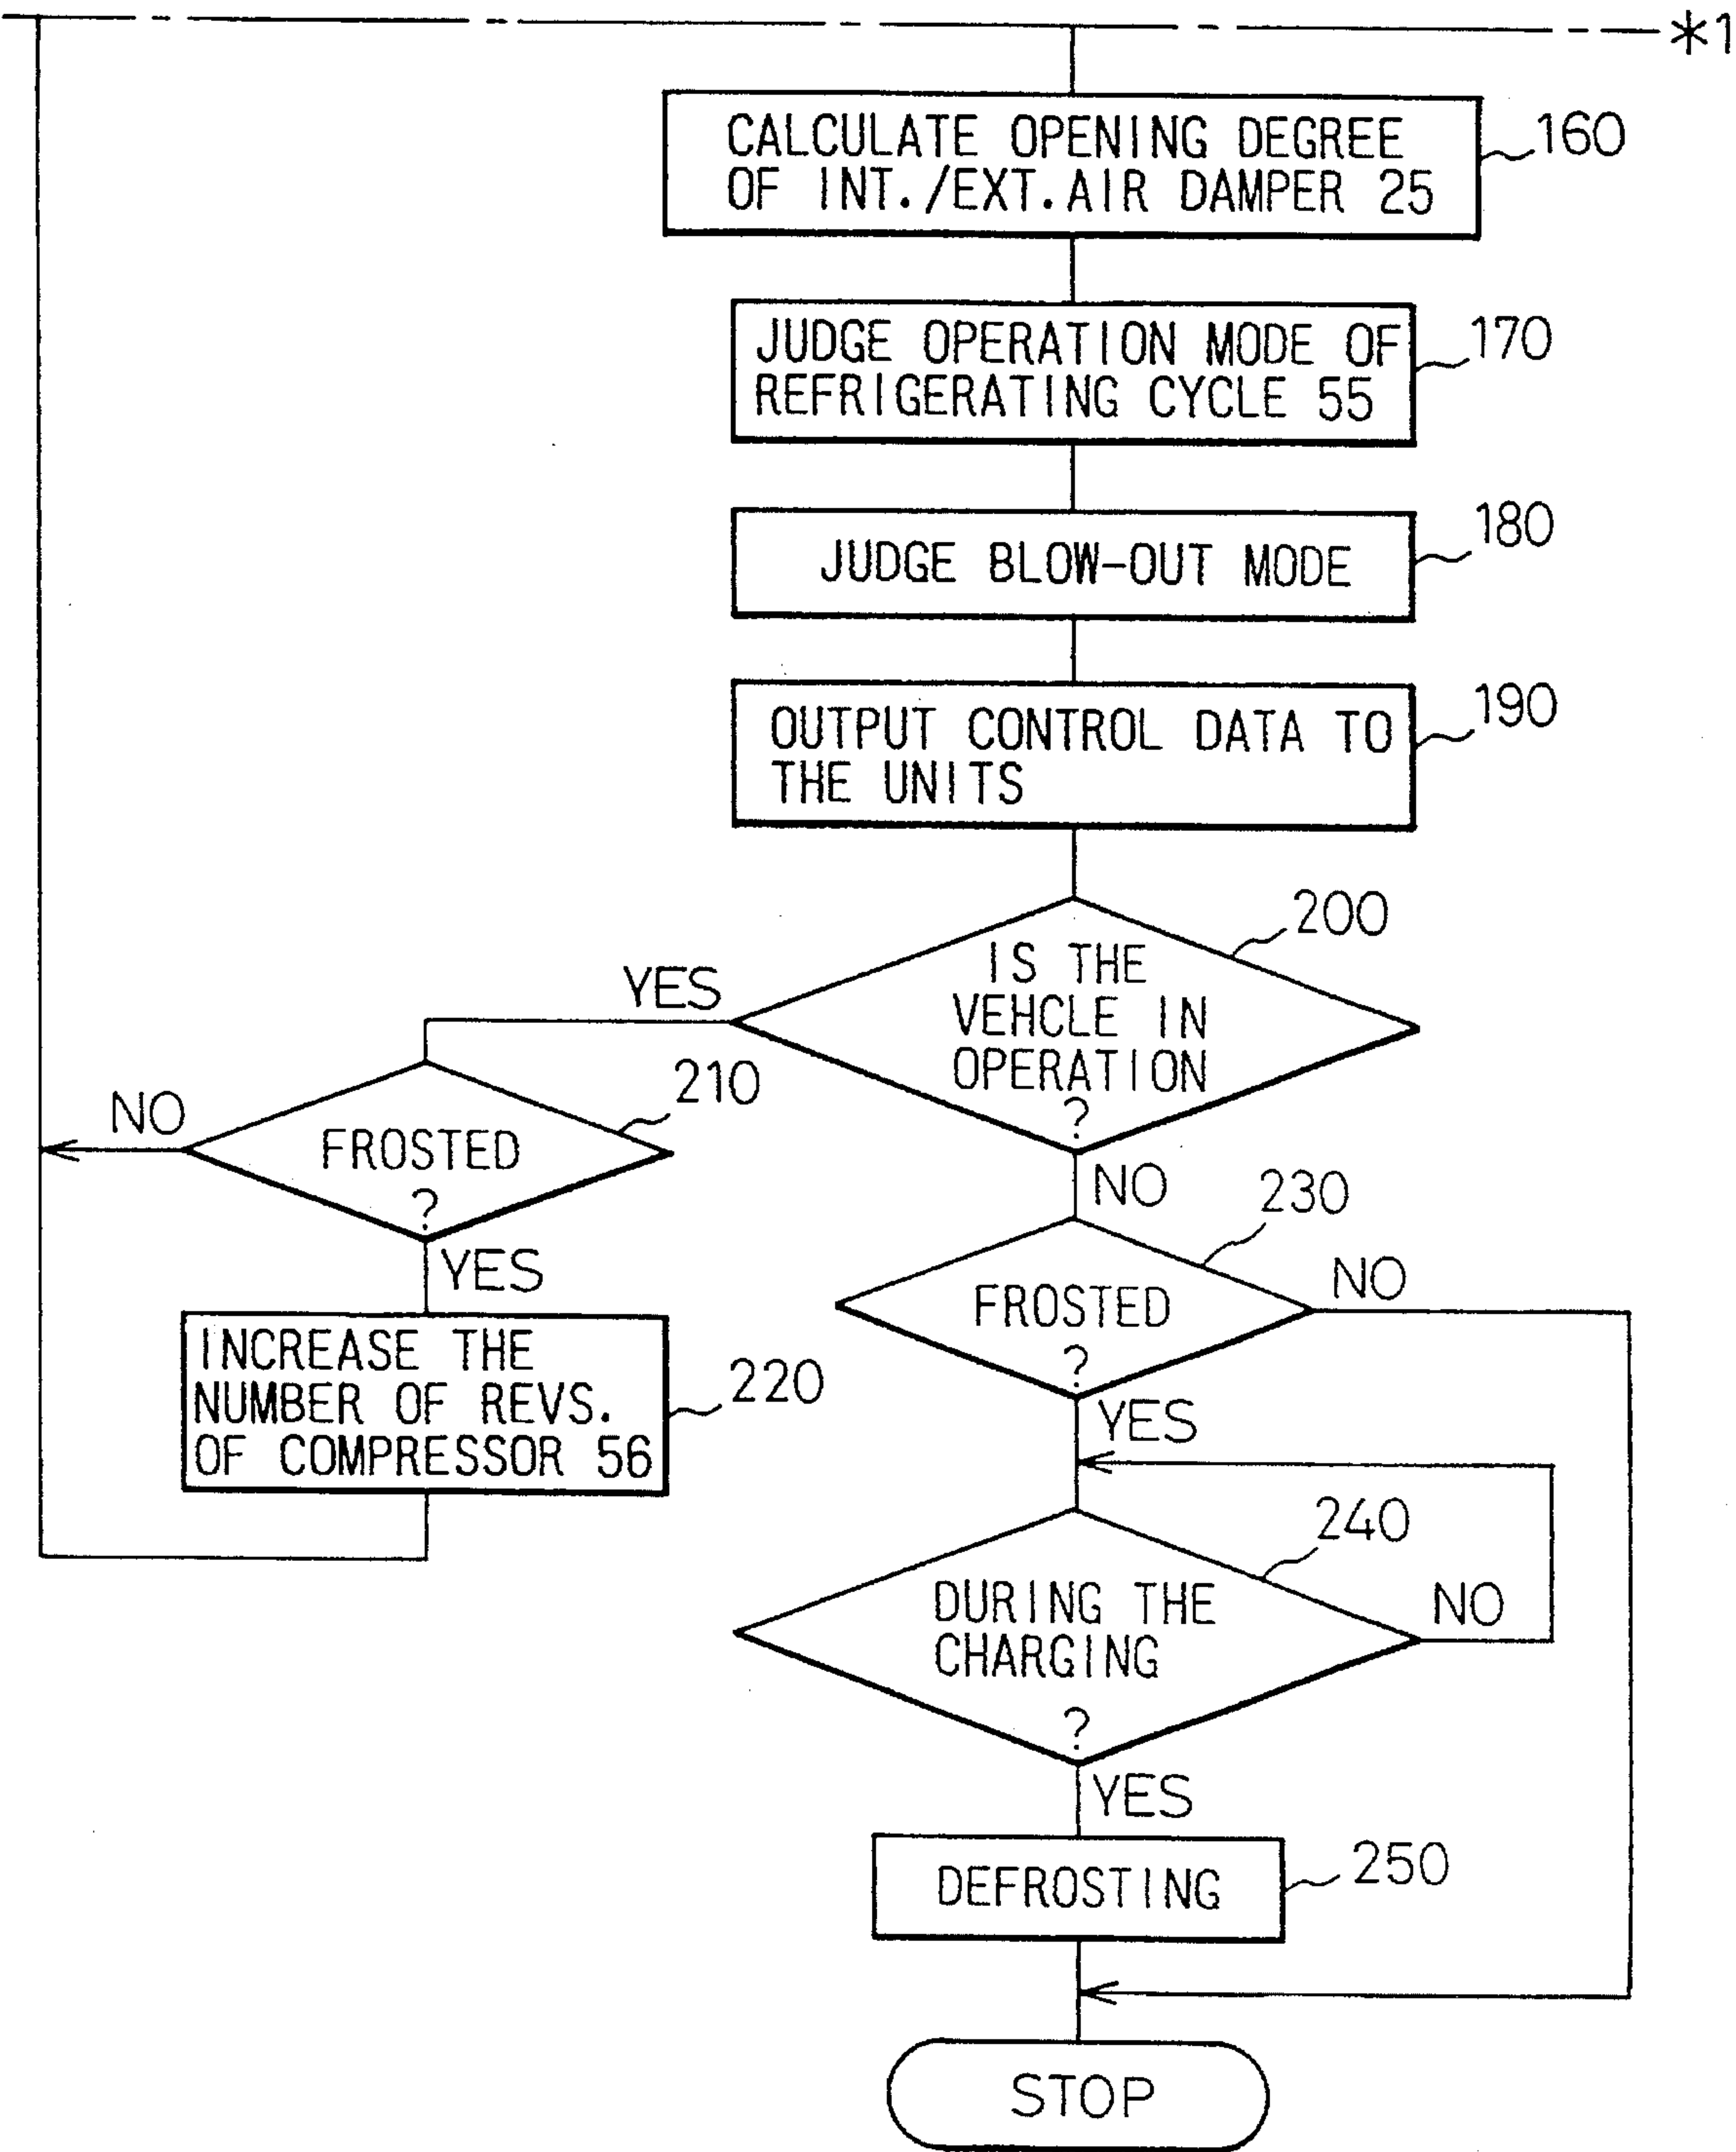 *1
CALCULATE OPENING DEGREE
OF INT./EXT.AIR DAMPER 25
160
JUDGE OPERATION MODE OF
REFRIGERATING CYCLE 55
170
JUDGE BLOW-OUT MODE
180
OUTPUT CONTROL DATA TO
THE UNITS
190
200
IS THE
VEHCLE IN
OPERATION
?
YES
NO
210
FROSTED
?
NO
YES
INCREASE THE
NUMBER OF REVS.
OF COMPRESSOR 56
220
230
FROSTED
?
NO
YES
240
DURING THE
CHARGING
?
NO
YES
DEFROSTING
250
STOP